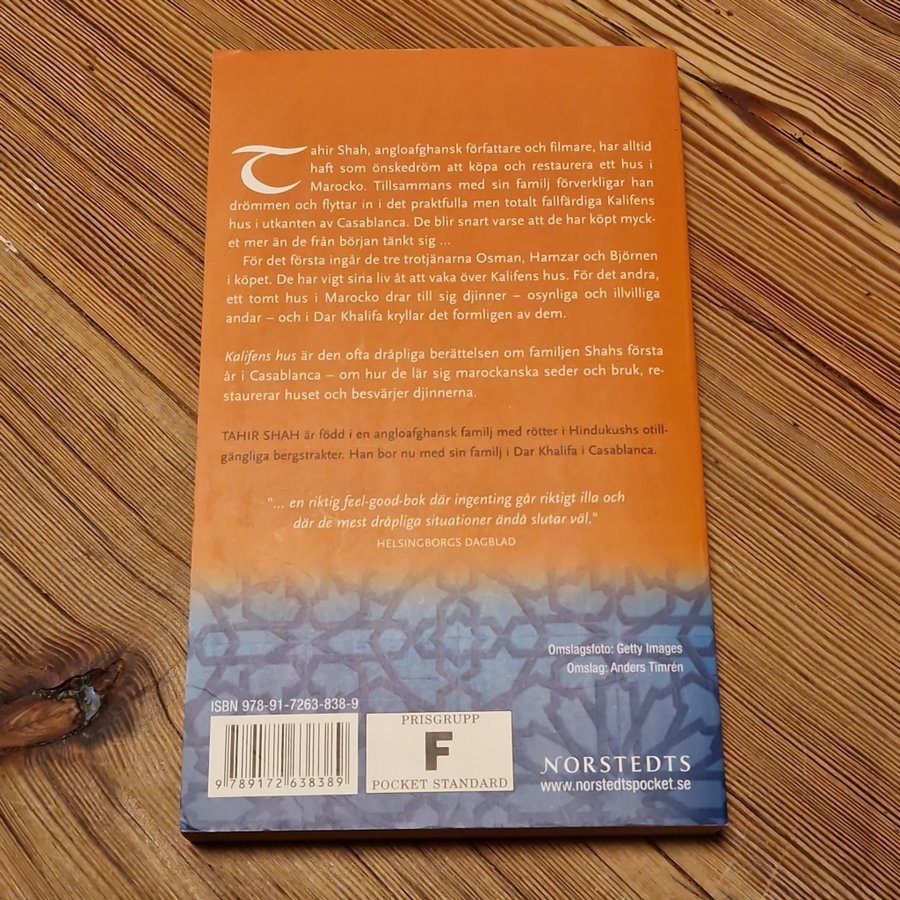 Tahir Shah, angloafghansk författare och filmare, har alltid
haft som önskedröm att köpa och restaurera ett hus i
Marocko. Tillsammans med sin familj förverkligar han
drömmen och flyttar in i det praktfulla men totalt fallfärdiga Kalifens
hus i utkanten av Casablanca. De blir snart varse att de har köpt myck-
et mer än de från början tänkt sig ...
För det första ingår de tre trotjänarna Osman, Hamzar och Björnen
i köpet. De har vigt sina liv åt att vaka över Kalifens hus. För det andra,
ett tomt hus i Marocko drar till sig djinner – osynliga och illvilliga
andar – och i Dar Khalifa kryllar det formligen av dem.
Kalifens hus är den ofta dråpliga berättelsen om familjen Shahs första
år i Casablanca – om hur de lär sig marockanska seder och bruk, re-
staurerar huset och besvärjer djinnerna.
TAHIR SHAH är född i en angloafghansk familj med rötter i Hindukushs otill-
gängliga bergstrakter. Han bor nu med sin familj i Dar Khalifa i Casablanca.
"... en riktig feel-good-bok där ingenting går riktigt illa och
där de mest dråpliga situationer ändå slutar väl."
HELSINGBORGS DAGBLAD
Omslagsfoto: Getty Images
Omslag: Anders Timrén
ISBN 978-91-7263-838-9
9 789172 638389
PRISGRUPP
F
POCKET STANDARD
NORSTEDTS
www.norstedtspocket.se